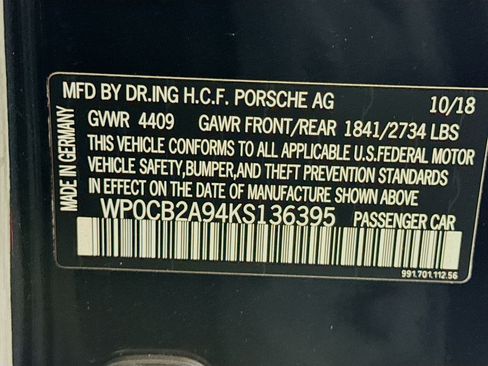 MFD BY DR.ING H.C.F. PORSCHE AG 10/18
GVWR 4409 GAWR FRONT/REAR 1841/2734 LBS
THIS VEHICLE CONFORMS TO ALL APPLICABLE U.S.FEDERAL MOTOR
VEHICLE SAFETY,BUMPER,AND THEFT PREVENTION STANDARDS
IN EFFECT ON THE DATE OF MANUFACTURE SHOWN ABOVE
WP0CB2A94KS136395 PASSENGER CAR
991.701.112.56
MADE IN GERMANY